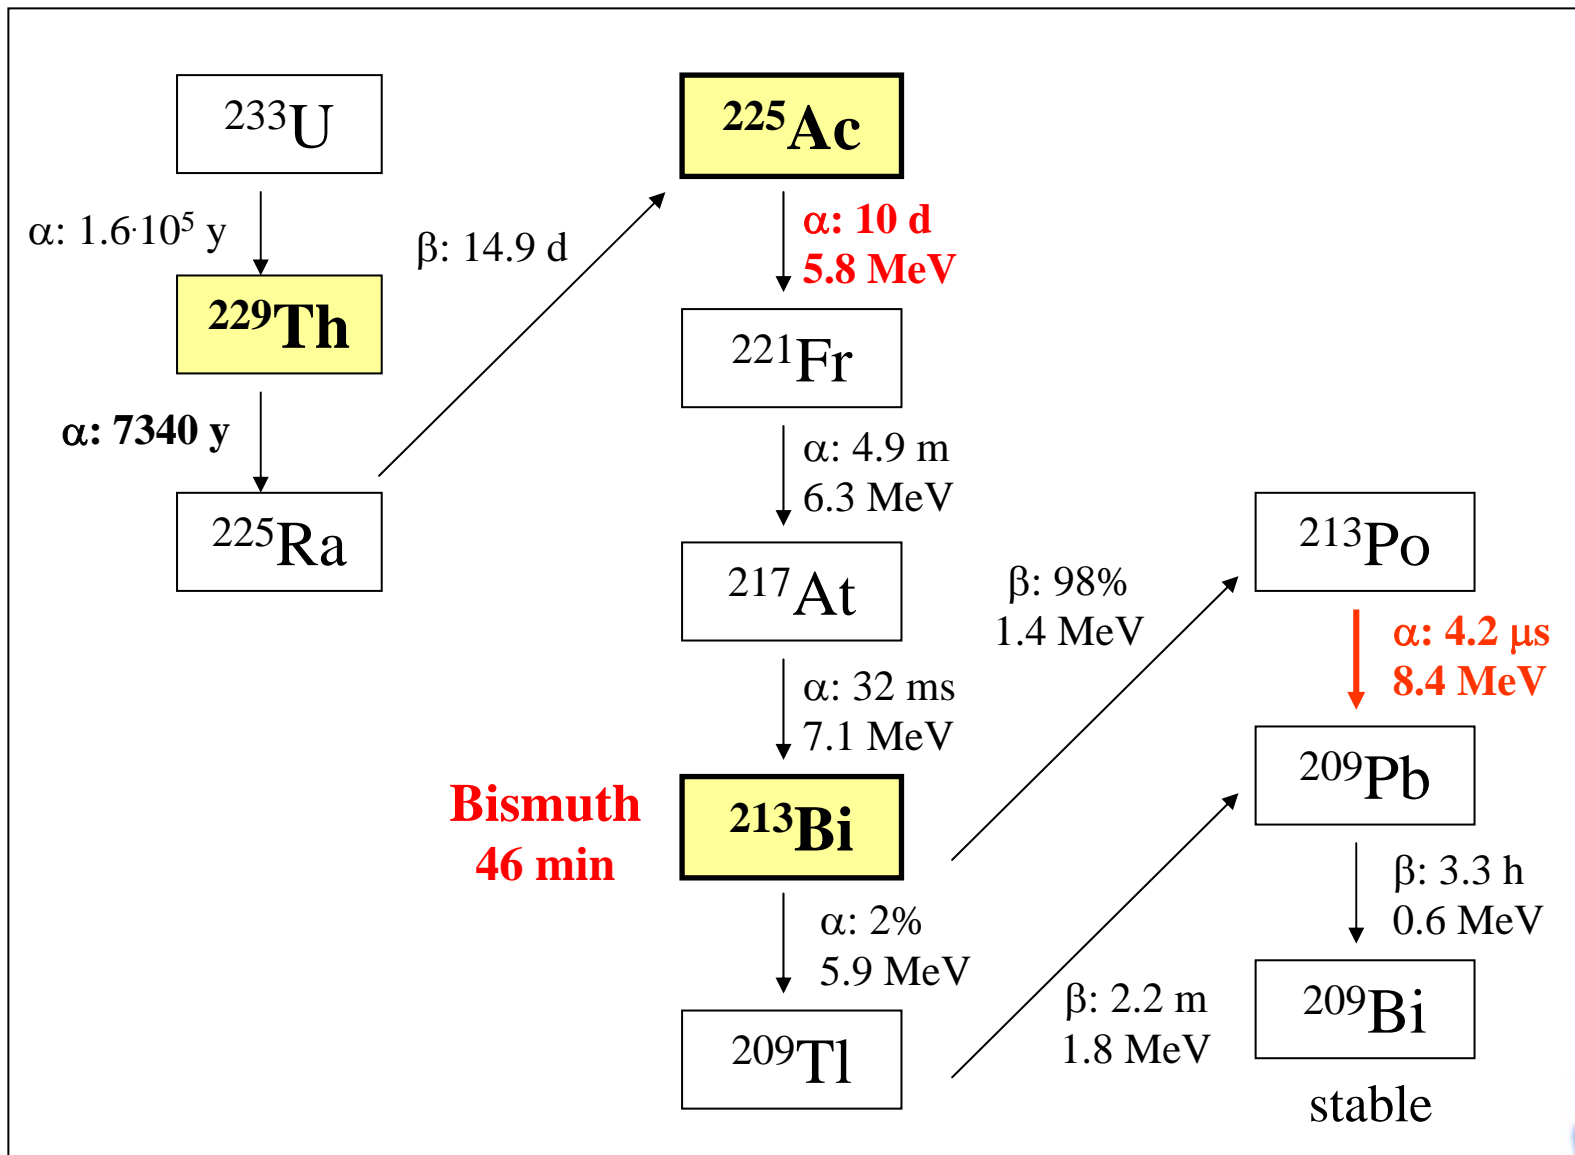 ²³³U
α: 1.6·10⁵ y
²²⁹Th
α: 7340 y
²²⁵Ra
β: 14.9 d
²²⁵Ac
α: 10 d
5.8 MeV
²²¹Fr
α: 4.9 m
6.3 MeV
²¹⁷At
α: 32 ms
7.1 MeV
Bismuth
46 min
²¹³Bi
α: 2%
5.9 MeV
²⁰⁹Tl
β: 98%
1.4 MeV
β: 2.2 m
1.8 MeV
²¹³Po
α: 4.2 μs
8.4 MeV
²⁰⁹Pb
β: 3.3 h
0.6 MeV
²⁰⁹Bi
stable